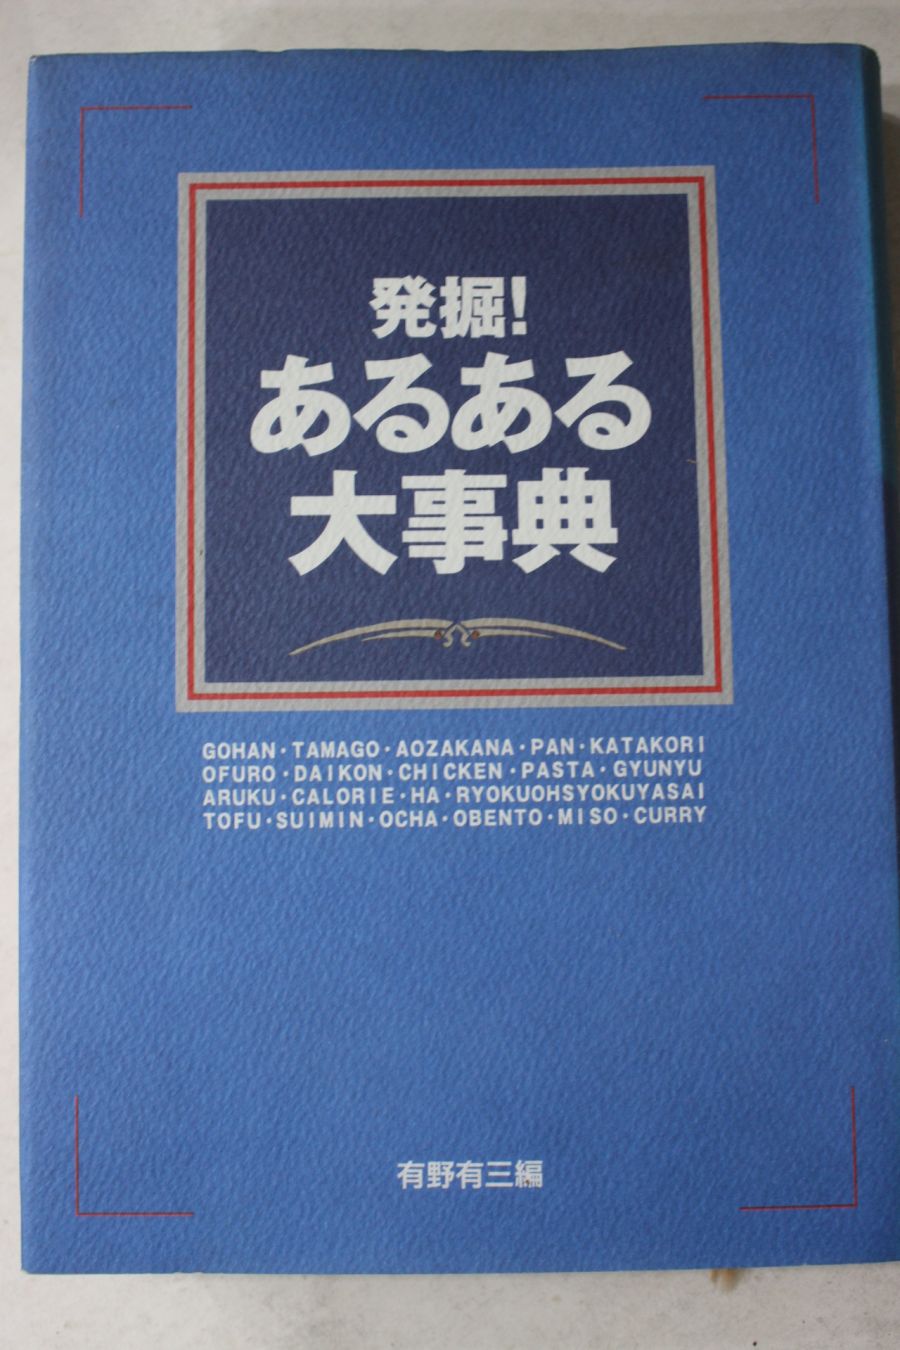 発掘!
あるある
大事典
GOHAN・TAMAGO・AOZAKANA・PAN・KATAKORI
OFURO・DAIKON・CHICKEN・PASTA・GYUNYU
ARUKU・CALORIE・HA・RYOKUOHSYOKUYASAI
TOFU・SUIMIN・OCHA・OBENTO・MISO・CURRY
有野有三編